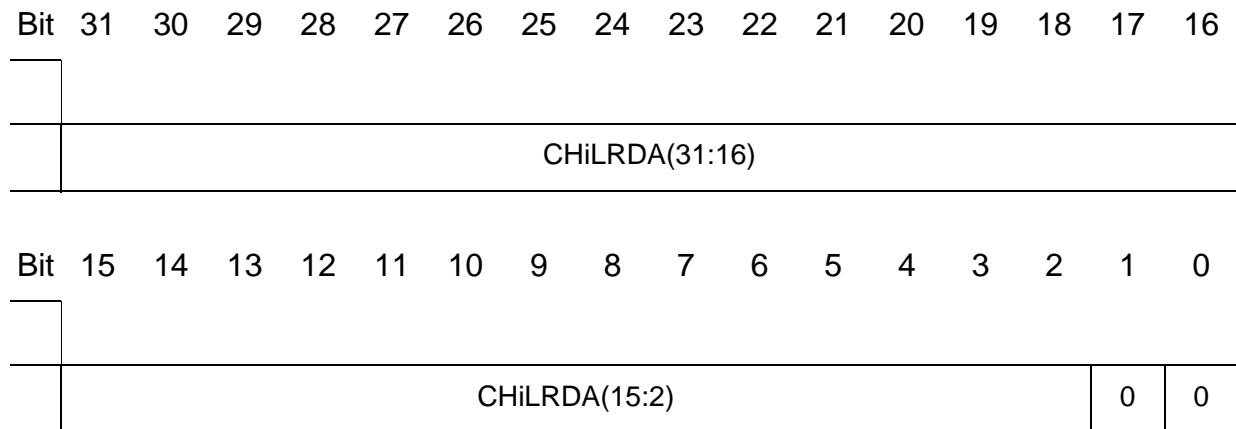 Bit 31 30 29 28 27 26 25 24 23 22 21 20 19 18 17 16
CHiLRDA(31:16)
Bit 15 14 13 12 11 10 9 8 7 6 5 4 3 2 1 0
CHiLRDA(15:2) 0 0